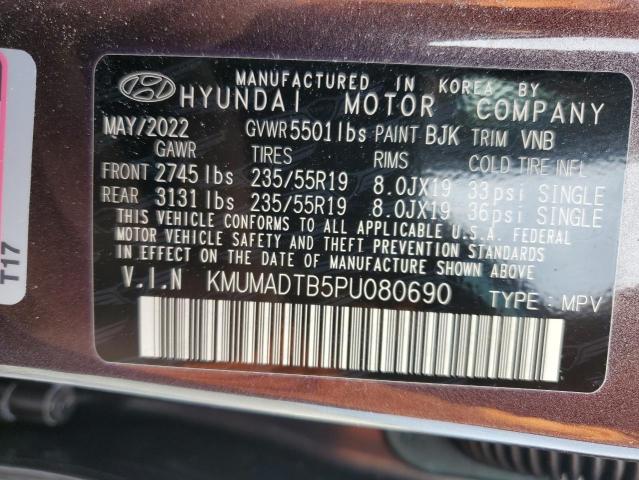 MANUFACTURED IN KOREA BY
HYUNDAI MOTOR COMPANY
MAY/2022 GVWR 5501 lbs PAINT BJK TRIM VNB
GAWR TIRES RIMS COLD TIRE INFL
FRONT 2745 lbs 235/55R19 8.0JX19 33psi SINGLE
REAR 3131 lbs 235/55R19 8.0JX19 36psi SINGLE
THIS VEHICLE CONFORMS TO ALL APPLICABLE U.S.A. FEDERAL
MOTOR VEHICLE SAFETY AND THEFT PREVENTION STANDARDS
IN EFFECT ON THE DATE OF MANUFACTURE SHOWN ABOVE.
V.I.N KMUMADTB5PU080690 TYPE : MPV
T17